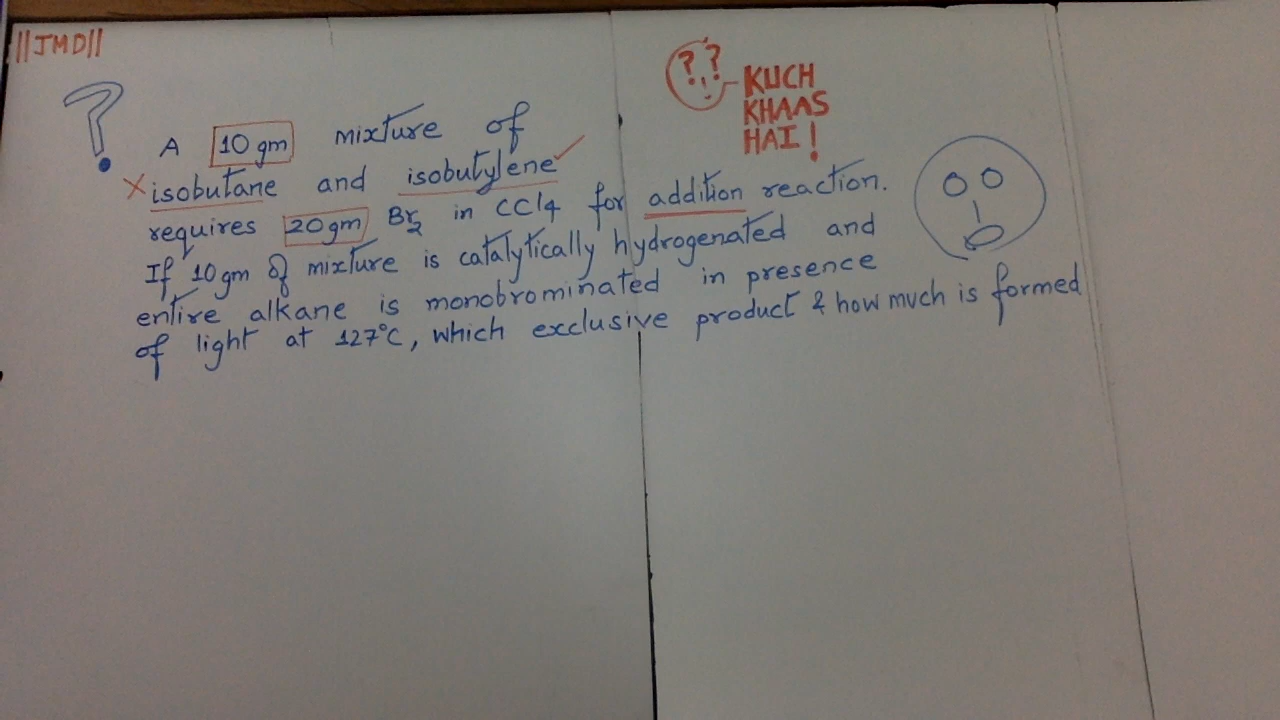 ||JMD||
?
? ?
KUCH
KHAAS
HAI !
A 10 gm mixture of
isobutane and isobutylene
requires 20gm Br2 in CCl4 for addition reaction.
If 10gm of mixture is catalytically hydrogenated and
entire alkane is monobrominated in presence
of light at 127°C, which exclusive product & how much is formed